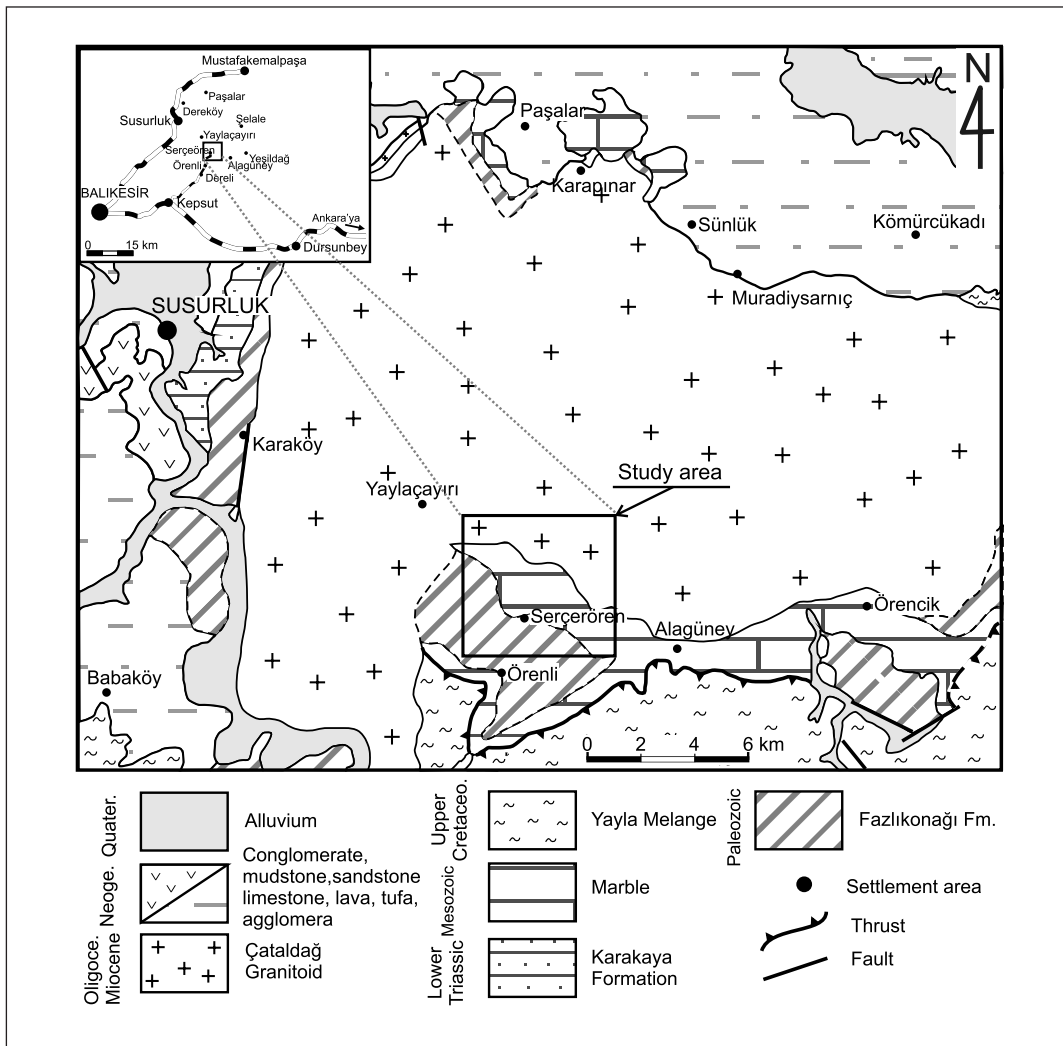 Mustafakemalpaşa
Paşalar
Dereköy
Şelale
Susurluk
Yaylaçayırı
Serçeören
Yeşildağ
Örenli
Alagüney
Dereli
BALIKESİR
Kepsut
Ankara'ya
Dursunbey
0 15 km
N
Paşalar
Karapınar
Sünlük
Kömürcükadı
Muradiysarnıç
SUSURLUK
Karaköy
Yaylaçayırı
Study area
Serçerören
Örencik
Alagüney
Örenli
Babaköy
0 2 4 6 km
Quater.
Alluvium
Neoge.
Conglomerate,
mudstone,sandstone
limestone, lava, tufa,
agglomera
Oligoce.
Miocene
Çataldağ
Granitoid
Upper
Cretaceo.
Yayla Melange
Mesozoic
Marble
Lower
Triassic
Karakaya
Formation
Paleozoic
Fazlıkonağı Fm.
Settlement area
Thrust
Fault